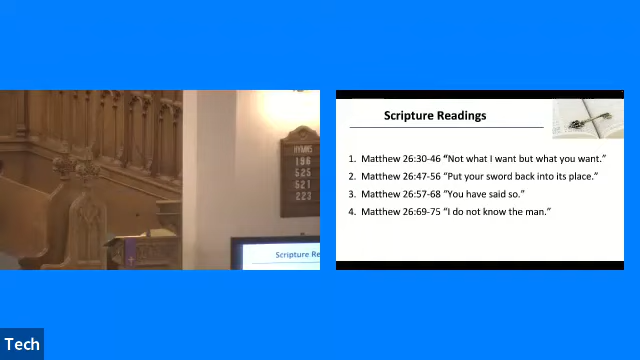 HYMNS
196
525
521
223
Scripture Re
Scripture Readings
1. Matthew 26:30-46 “Not what I want but what you want.”
2. Matthew 26:47-56 “Put your sword back into its place.”
3. Matthew 26:57-68 “You have said so.”
4. Matthew 26:69-75 “I do not know the man.”
Tech